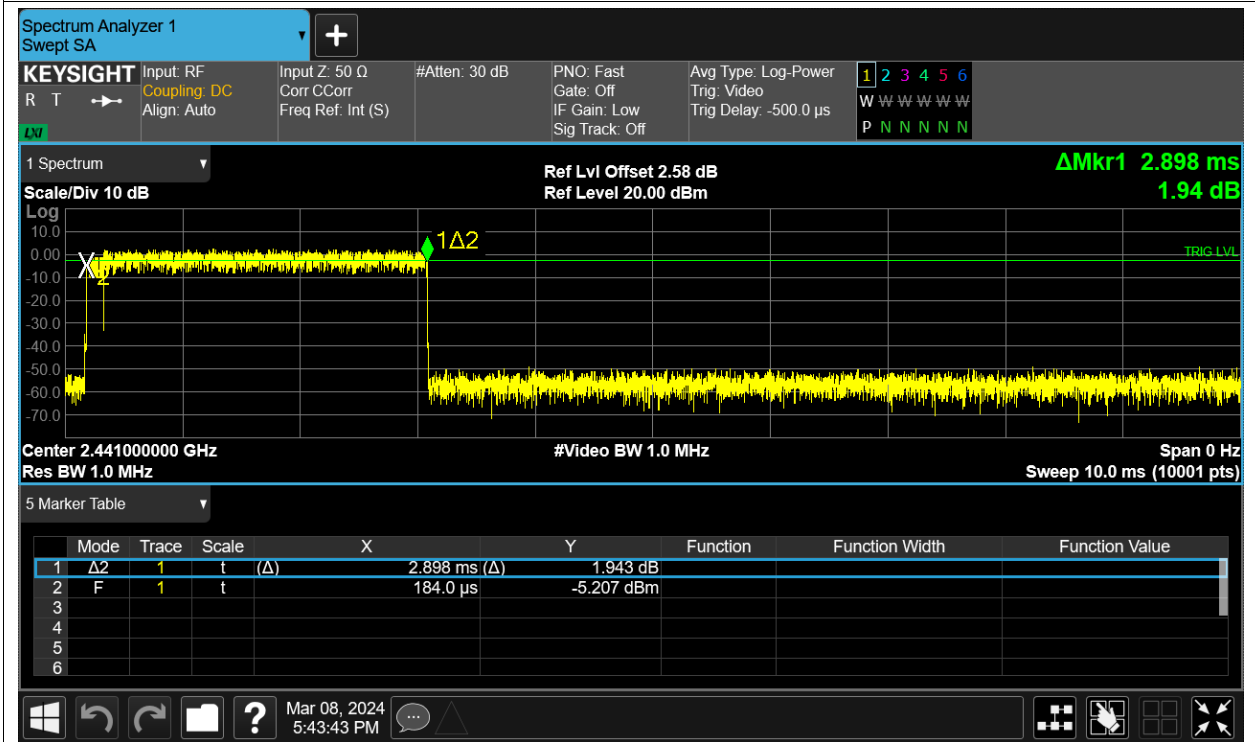 Spectrum Analyzer 1
Swept SA
+
KEYSIGHT
R T
LXI
Input: RF
Coupling: DC
Align: Auto
Input Z: 50 Ω
Corr CCorr
Freq Ref: Int (S)
#Atten: 30 dB
PNO: Fast
Gate: Off
IF Gain: Low
Sig Track: Off
Avg Type: Log-Power
Trig: Video
Trig Delay: -500.0 µs
1 2 3 4 5 6
W W W W W W
P N N N N N
1 Spectrum
Scale/Div 10 dB
Ref Lvl Offset 2.58 dB
Ref Level 20.00 dBm
ΔMkr1 2.898 ms
1.94 dB
Log
10.0
0.00
-10.0
-20.0
-30.0
-40.0
-50.0
-60.0
-70.0
X
2
1Δ2
TRIG LVL
Center 2.441000000 GHz #Video BW 1.0 MHz Span 0 Hz
Res BW 1.0 MHz Sweep 10.0 ms (10001 pts)
5 Marker Table
Mode Trace Scale X Y Function Function Width Function Value
1 Δ2 1 t (Δ) 2.898 ms (Δ) 1.943 dB
2 F 1 t 184.0 µs -5.207 dBm
3
4
5
6
?
Mar 08, 2024
5:43:43 PM